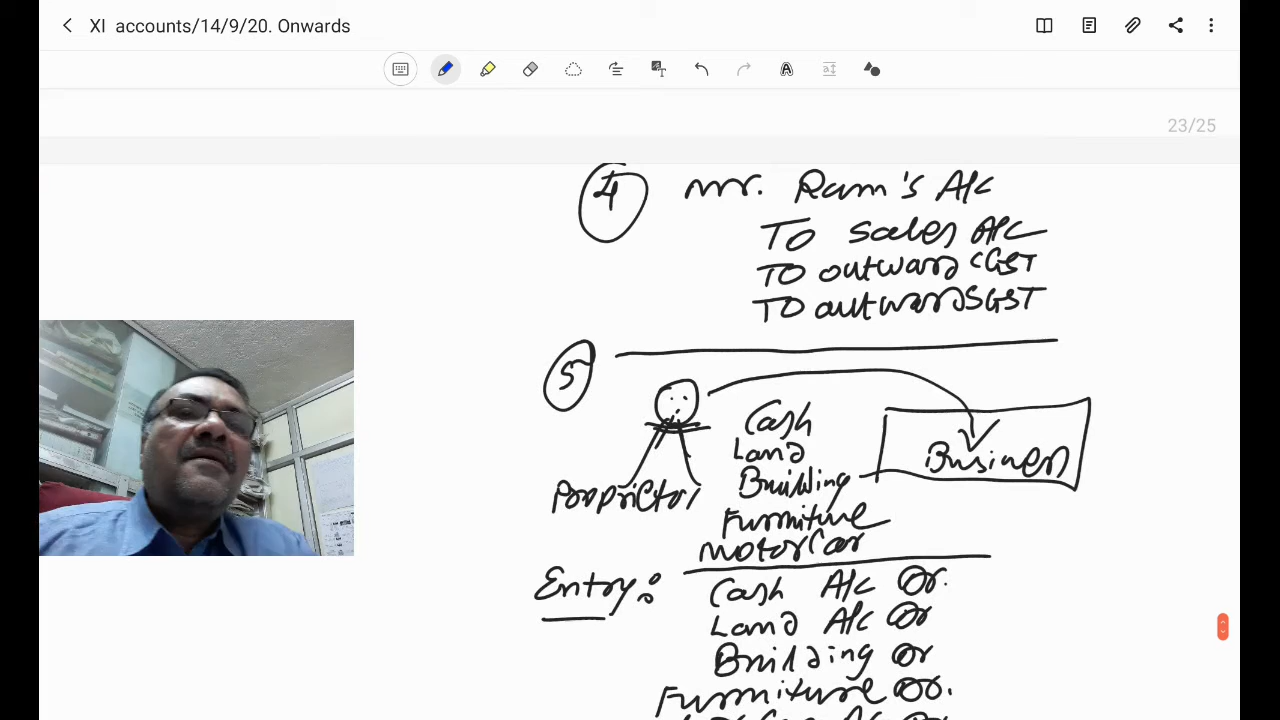 XI accounts/14/9/20. Onwards
23/25
4 mr. Ram's A/c
TO sales A/c
TO outward CGST
TO outward SGST
5
Cash
Land
Building
Furniture
Motor Car
Proprietor
Business
Entry:
Cash A/c Dr.
Land A/c Dr
Building Dr
Furniture Dr.